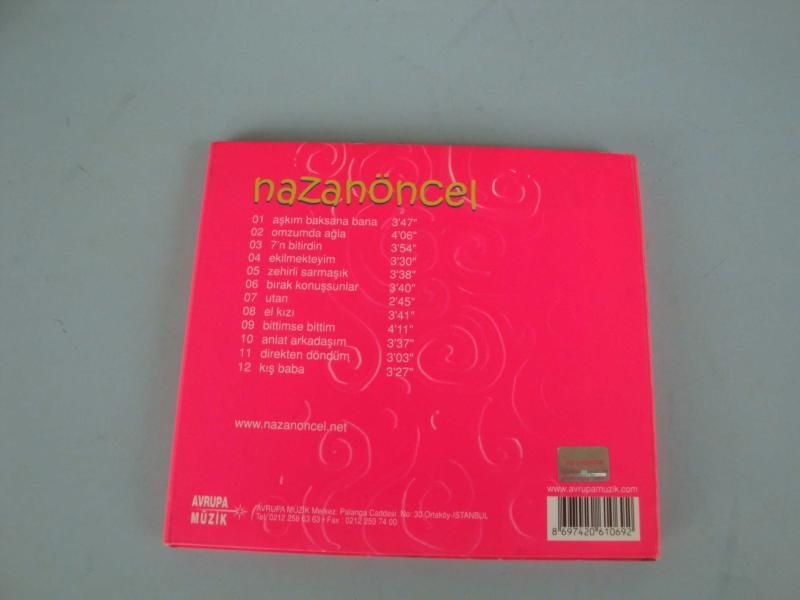 nazanöncel
01 aşkım baksana bana 3'47"
02 omzumda ağla 4'06"
03 7'n bitirdin 3'54"
04 ekilmekteyim 3'30"
05 zehirli sarmaşık 3'38"
06 bırak konuşsunlar 3'40"
07 utan 2'45"
08 el kızı 3'41"
09 bittimse bittim 4'11"
10 anlat arkadaşım 3'37"
11 direkten döndüm 3'03"
12 kış baba 3'27"
www.nazanoncel.net
www.avrupamuzik.com
AVRUPA
MÜZİK
AVRUPA MÜZİK Merkez: Palanga Caddesi No: 30 Ortaköy-İSTANBUL
Tel: 0212 258 63 63 • Fax : 0212 259 74 00
8 697420 610692